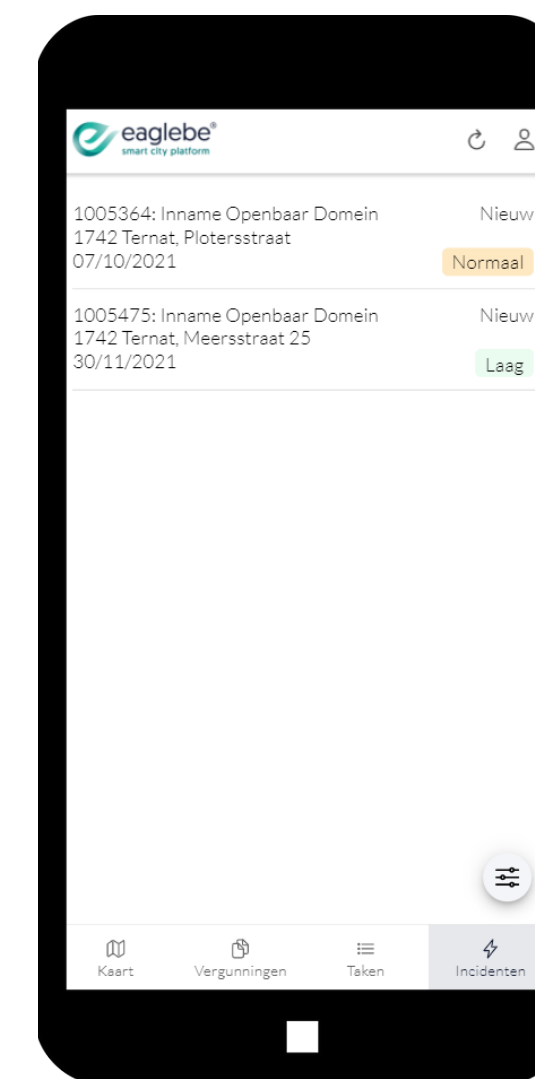 eaglebe®
smart city platform
1005364: Inname Openbaar Domein
Nieuw
1742 Ternat, Plotersstraat
07/10/2021
Normaal
1005475: Inname Openbaar Domein
Nieuw
1742 Ternat, Meersstraat 25
30/11/2021
Laag
Kaart
Vergunningen
Taken
Incidenten